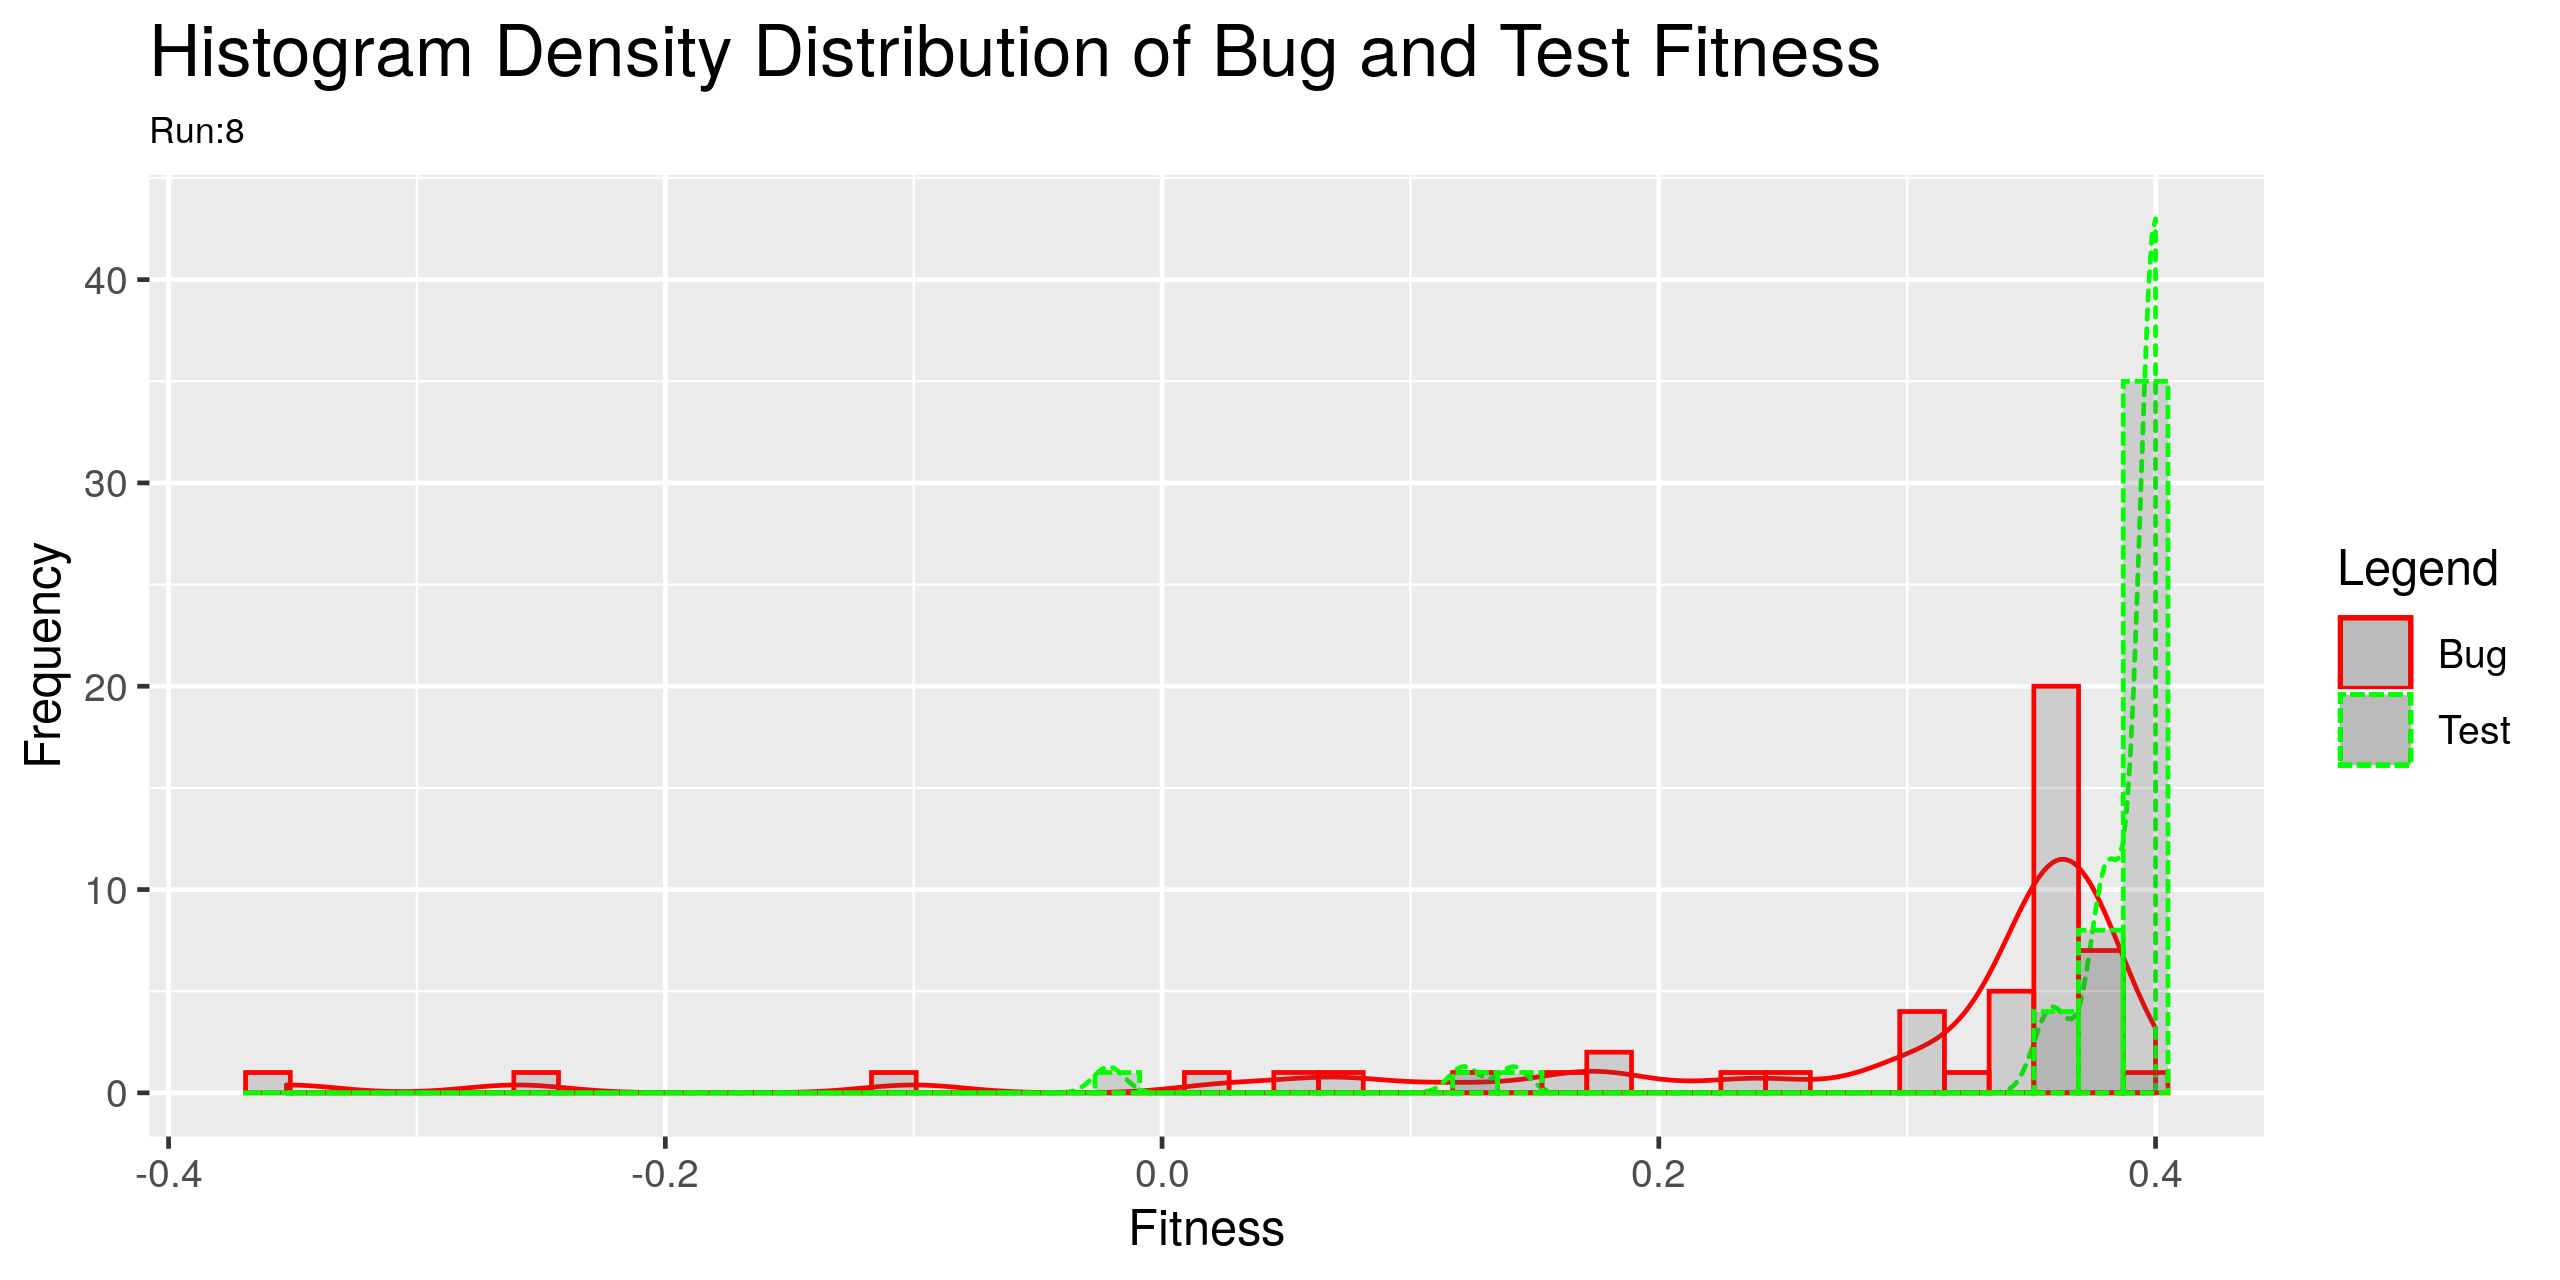 Histogram Density Distribution of Bug and Test Fitness
Run:8
Frequency
40
30
20
10
0
-0.4 -0.2 0.0 0.2 0.4
Fitness
Legend
Bug
Test